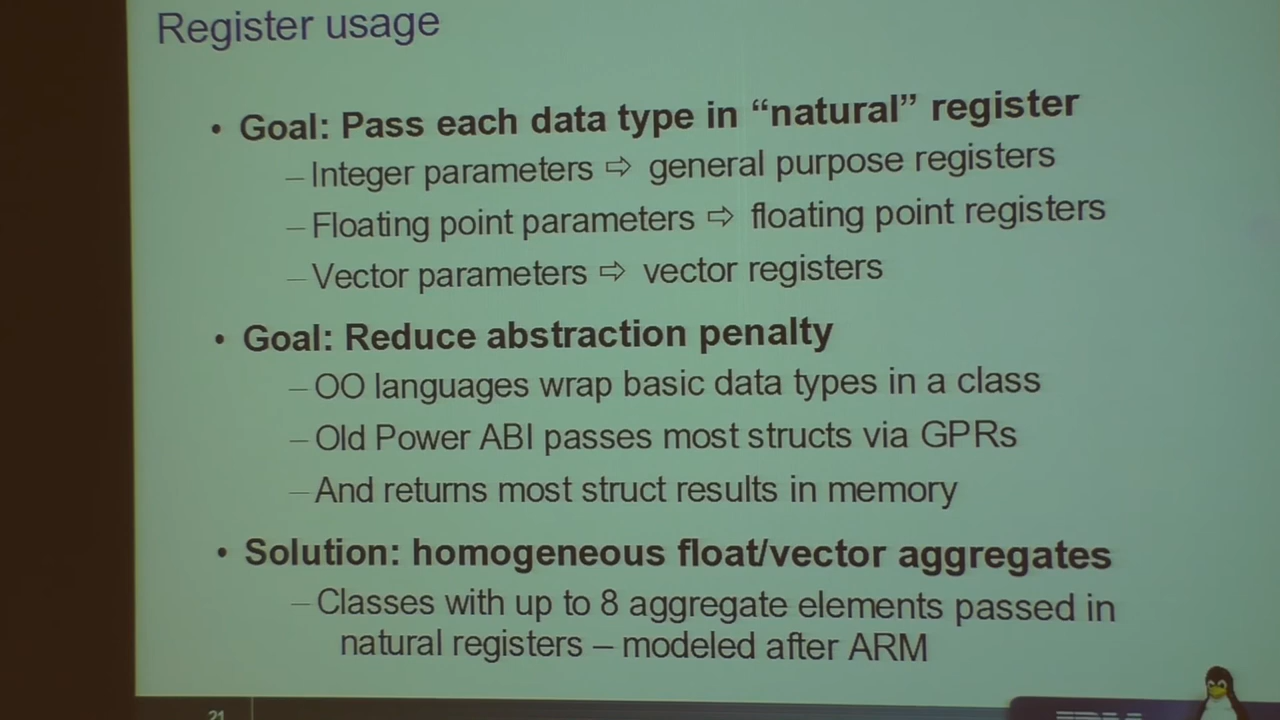 Register usage
• Goal: Pass each data type in “natural” register
– Integer parameters ⇨ general purpose registers
– Floating point parameters ⇨ floating point registers
– Vector parameters ⇨ vector registers
• Goal: Reduce abstraction penalty
– OO languages wrap basic data types in a class
– Old Power ABI passes most structs via GPRs
– And returns most struct results in memory
• Solution: homogeneous float/vector aggregates
– Classes with up to 8 aggregate elements passed in
natural registers – modeled after ARM
21